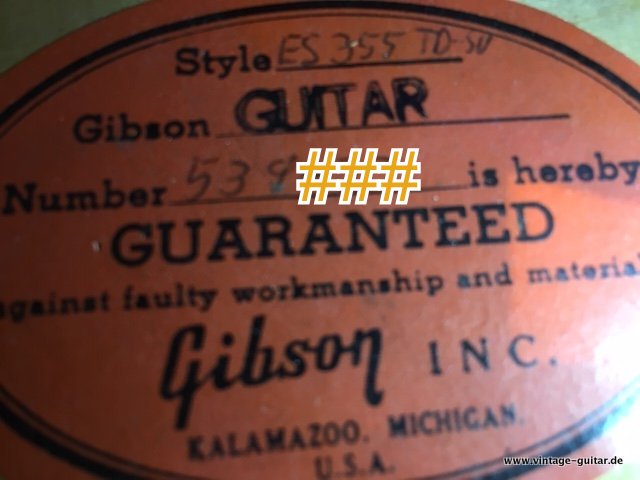 Style ES 355 TD-SV
Gibson GUITAR
Number 539### is hereby
GUARANTEED
against faulty workmanship and material
Gibson INC.
KALAMAZOO, MICHIGAN.
U.S.A.
www.vintage-guitar.de